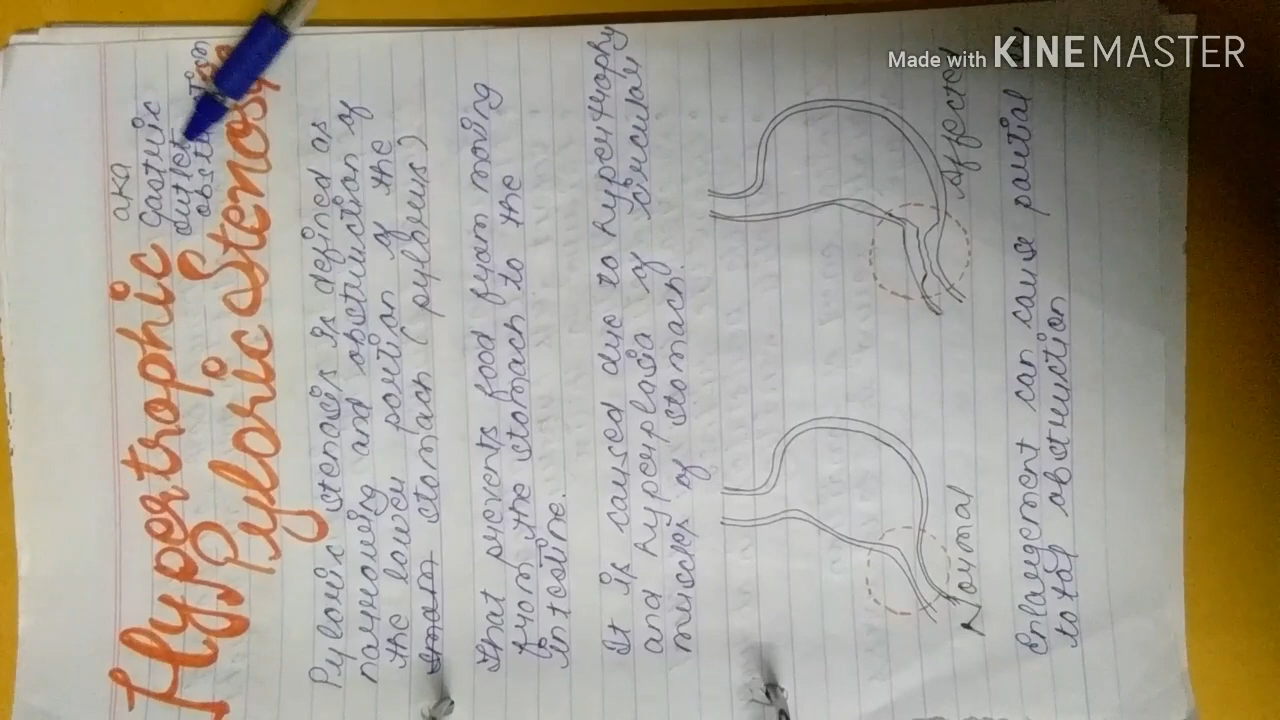 Made with KINEMASTER
Hypertrophic
Pyloric Stenosis
aka
Gastric
outlet
Pyloric stenosis is defined as
narrowing and obstruction of
the lower portion of the
stomach (pylorus)
that prevents food from moving
from the stomach to the
intestine.
It is caused due to hypertrophy
and hyperplasia of circular
muscles of stomach.
Normal
Affected
Enlargement can cause partial
total obstruction